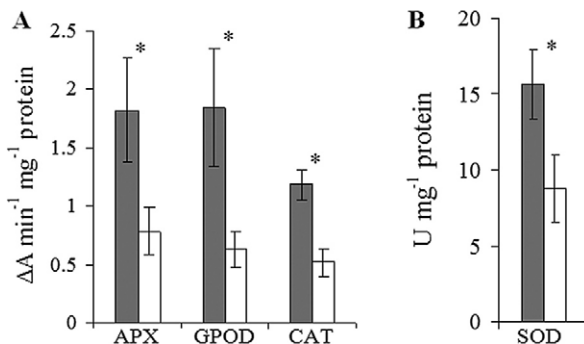 A
B
ΔA min⁻¹ mg⁻¹ protein
2.5
2
1.5
1
0.5
0
*
*
*
APX GPOD CAT
U mg⁻¹ protein
20
15
10
5
0
*
SOD